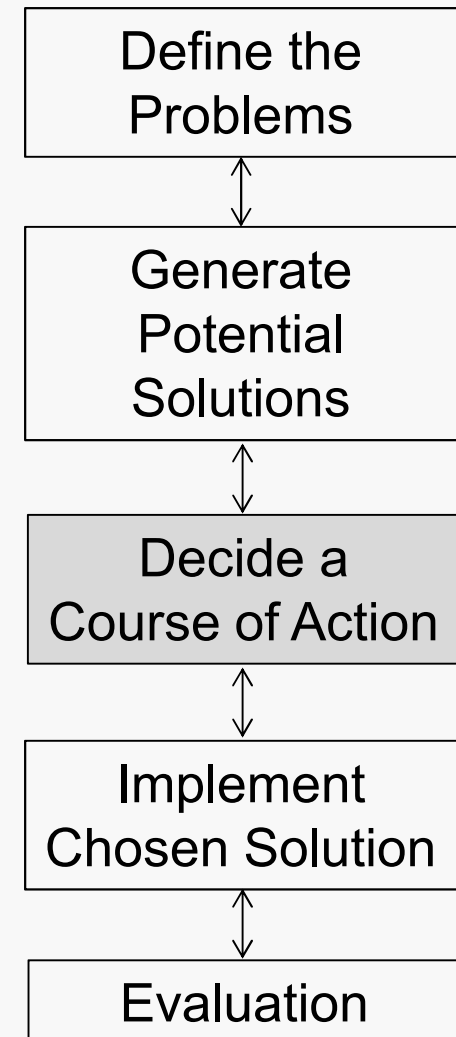 Define the
Problems
Generate
Potential
Solutions
Decide a
Course of Action
Implement
Chosen Solution
Evaluation